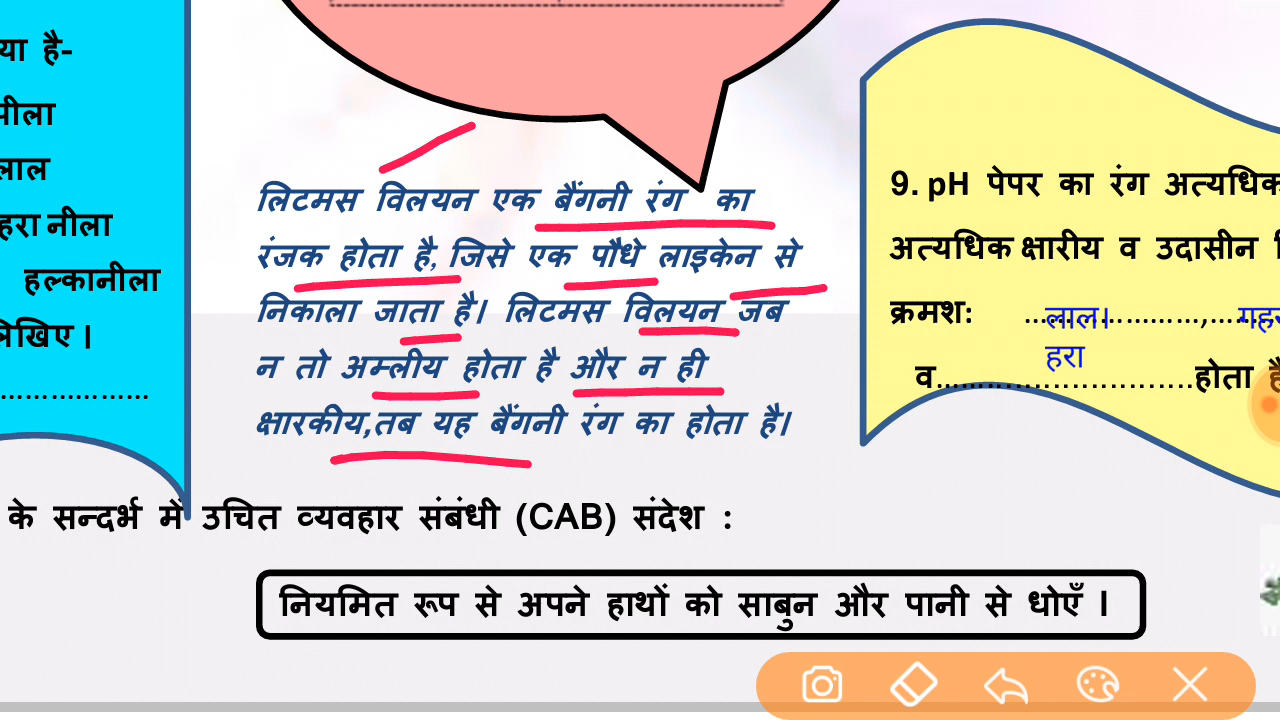 या है-
पीला
लाल
हरा नीला
हल्कानीला
लिखिए ।
..................
लिटमस विलयन एक बैंगनी रंग का
रंजक होता है, जिसे एक पौधे लाइकेन से
निकाला जाता है। लिटमस विलयन जब
न तो अम्लीय होता है और न ही
क्षारकीय,तब यह बैंगनी रंग का होता है।
9. pH पेपर का रंग अत्यधिक
अत्यधिक क्षारीय व उदासीन
क्रमश: ....................,.......
लाल। गहर
हरा
व..............................होता है
के सन्दर्भ में उचित व्यवहार संबंधी (CAB) संदेश :
नियमित रूप से अपने हाथों को साबुन और पानी से धोएँ ।